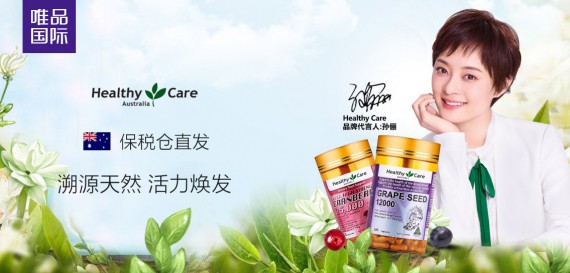 唯品
国际
Healthy Care
Australia
保税仓直发
溯源天然 活力焕发
Healthy Care
品牌代言人:孙俪
Healthy Care
CRANBERRY
Healthy Care
GRAPE SEED
12000